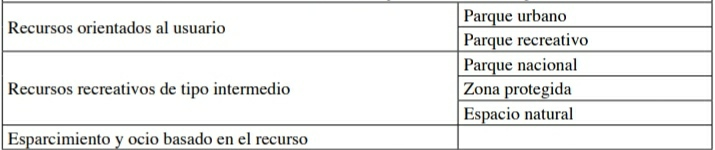 Recursos orientados al usuario
Parque urbano
Parque recreativo
Recursos recreativos de tipo intermedio
Parque nacional
Zona protegida
Espacio natural
Esparcimiento y ocio basado en el recurso